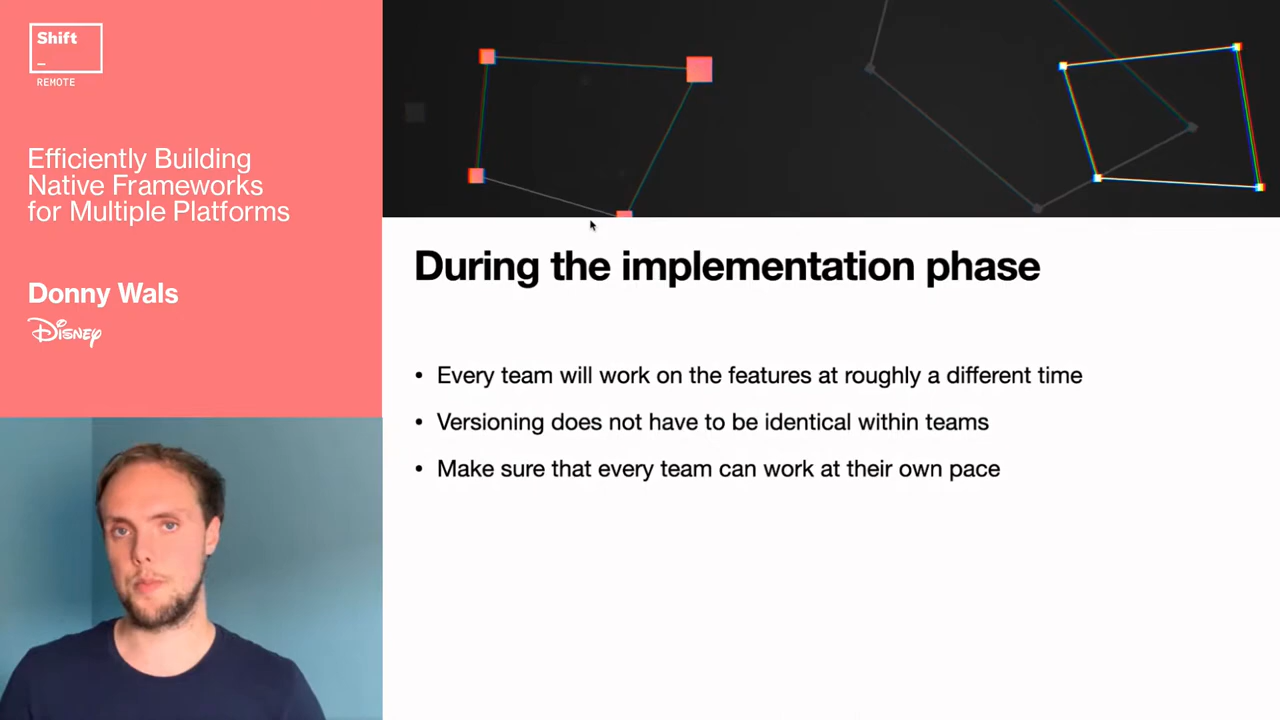 Shift
_
REMOTE
Efficiently Building
Native Frameworks
for Multiple Platforms
Donny Wals
Disney
During the implementation phase
• Every team will work on the features at roughly a different time
• Versioning does not have to be identical within teams
• Make sure that every team can work at their own pace